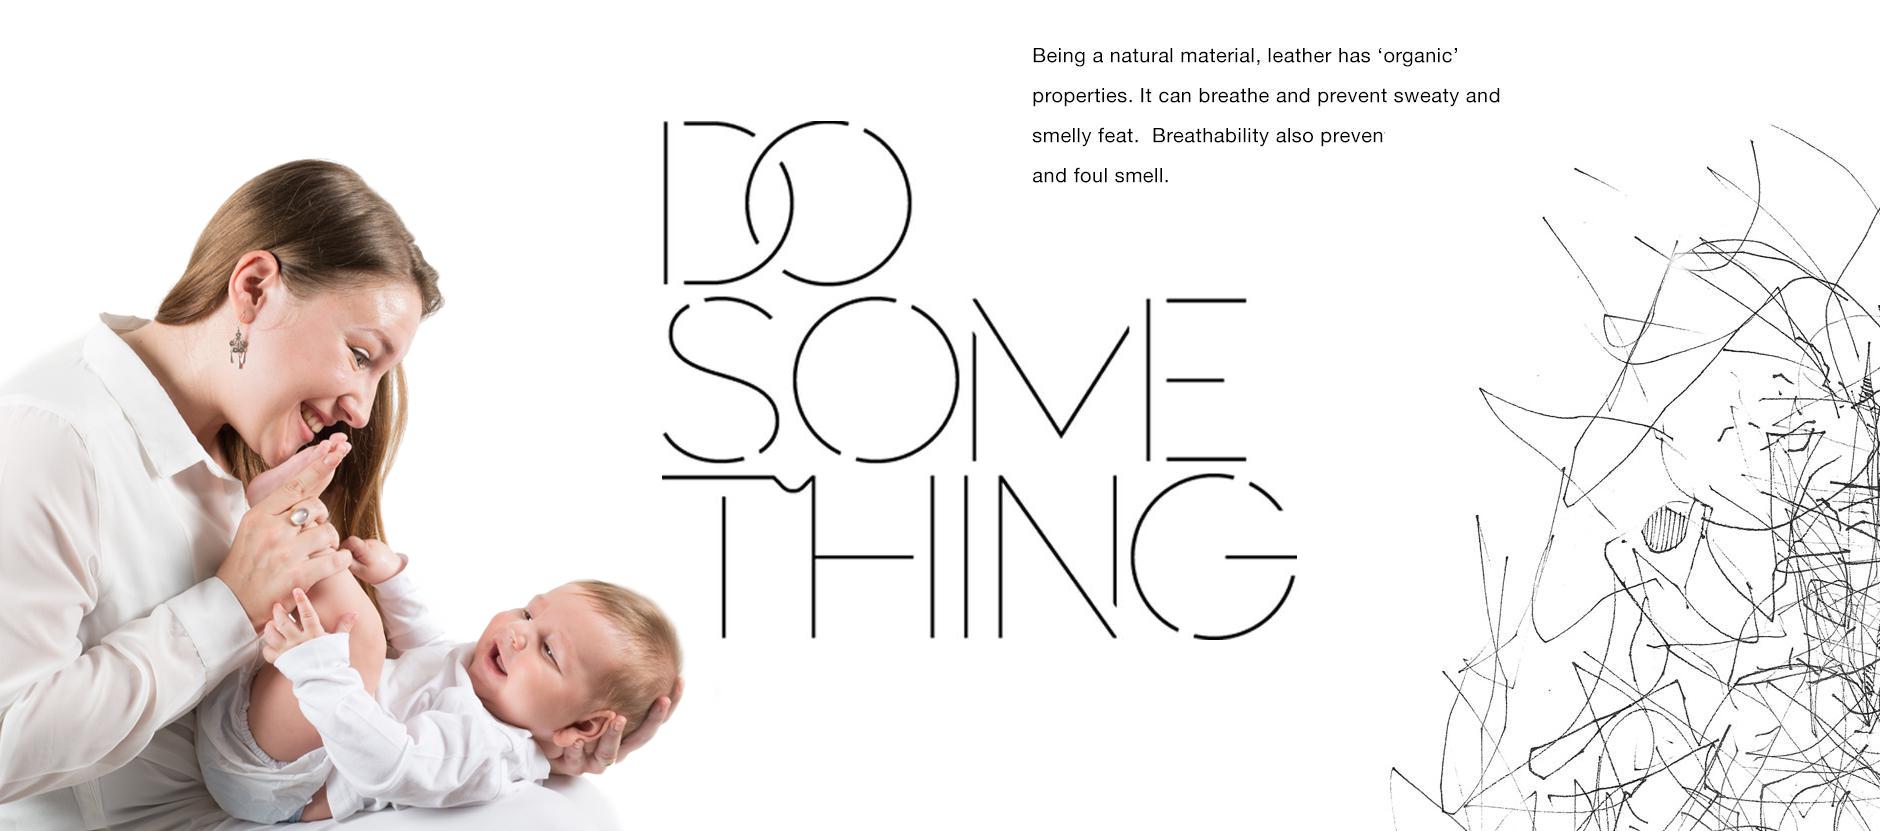 DO
SOME
THING
Being a natural material, leather has ‘organic’
properties. It can breathe and prevent sweaty and
smelly feat.  Breathability also preven
and foul smell.